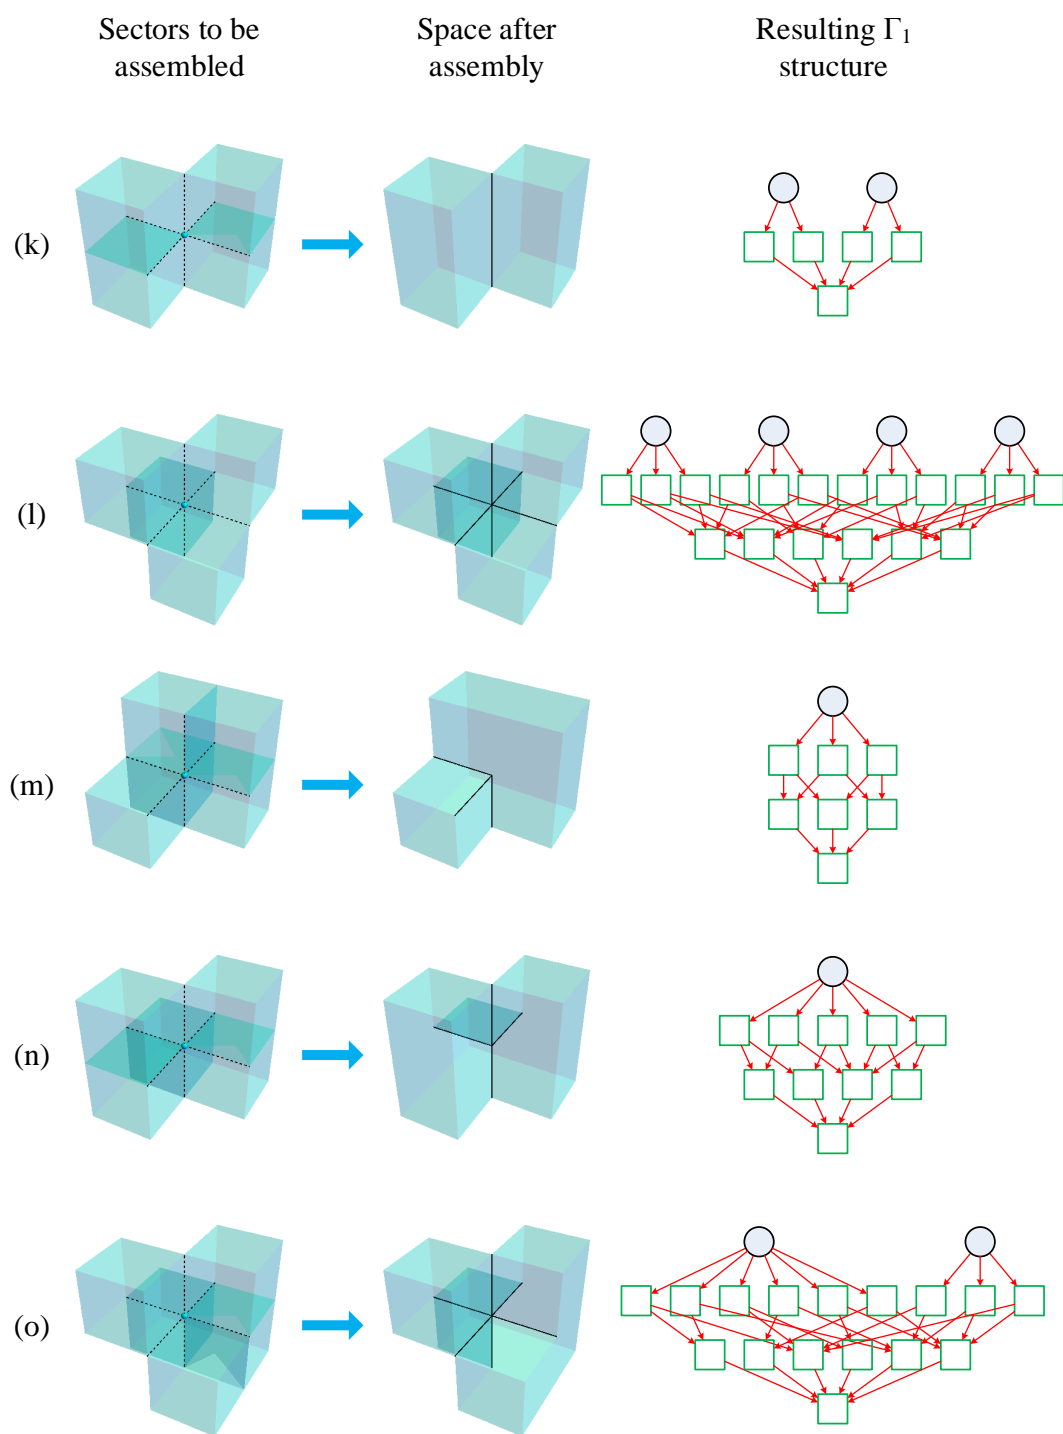 Sectors to be
assembled
Space after
assembly
Resulting Γ₁
structure
(k)
(l)
(m)
(n)
(o)